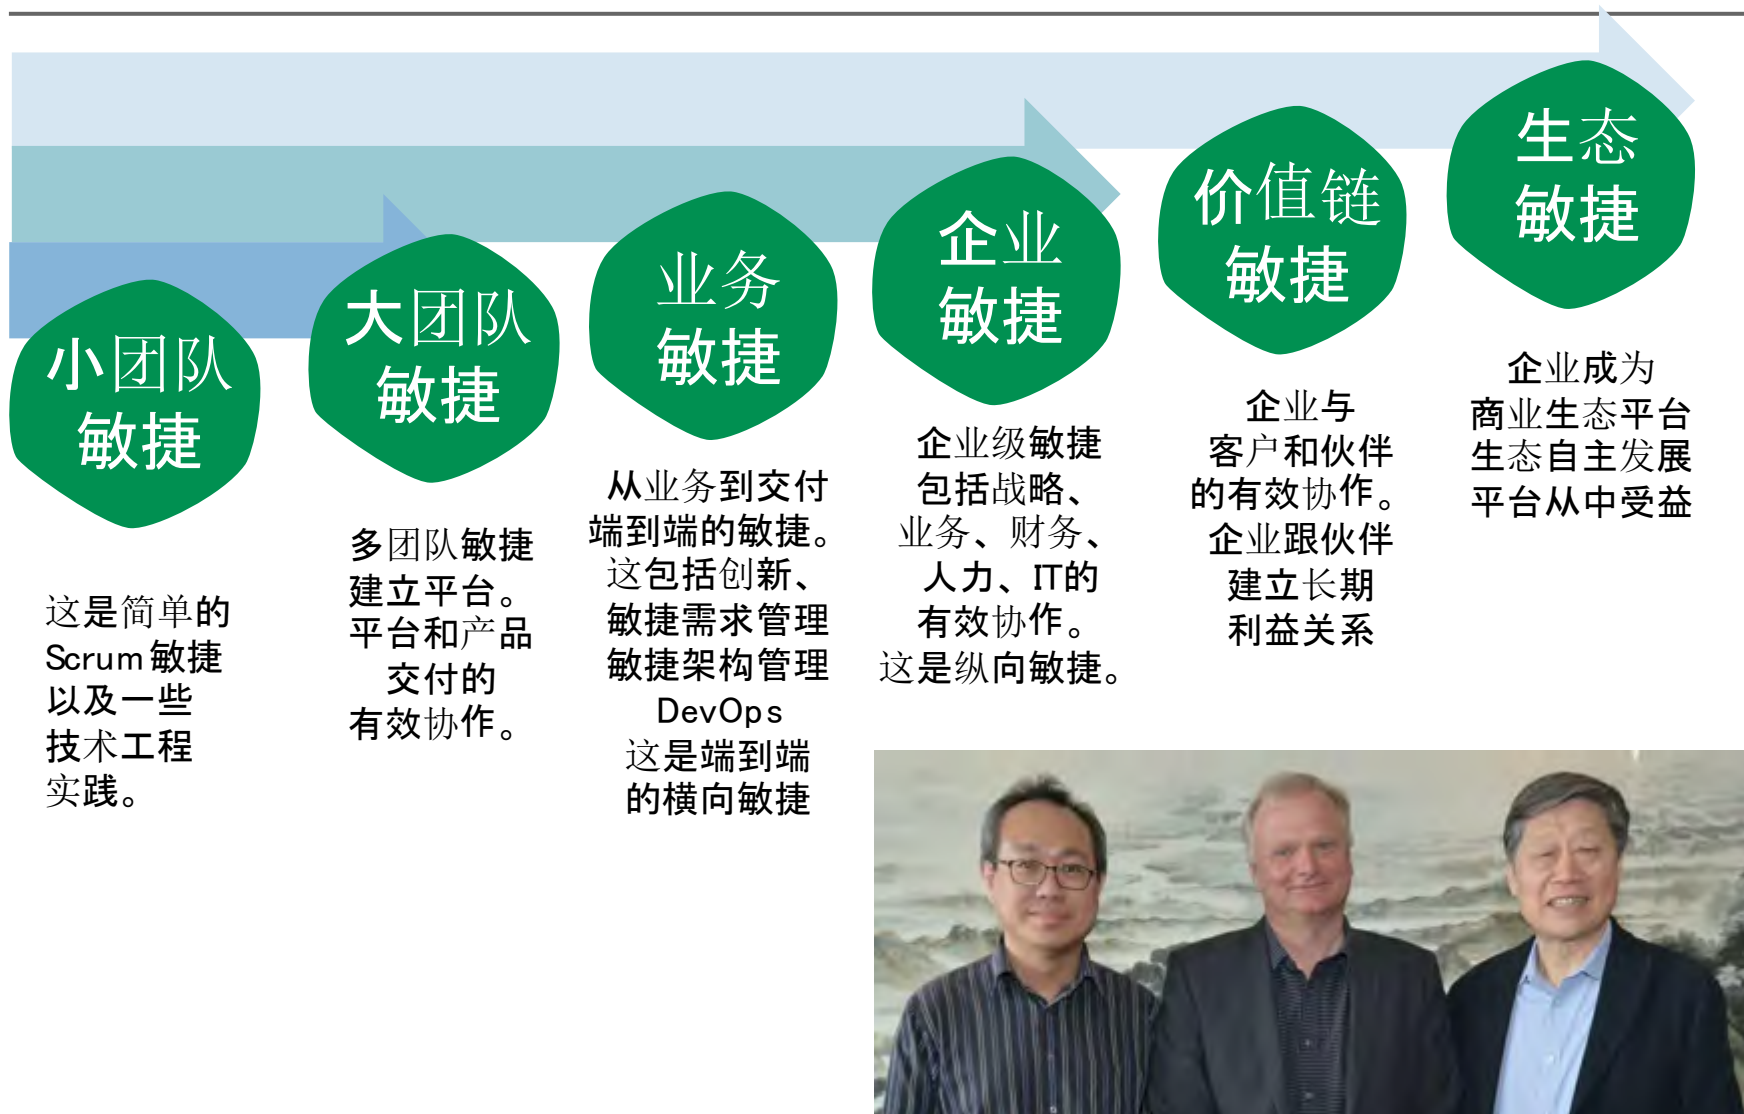 小团队
敏捷
这是简单的
Scrum敏捷
以及一些
技术工程
实践。
大团队
敏捷
多团队敏捷
建立平台。
平台和产品
交付的
有效协作。
业务
敏捷
从业务到交付
端到端的敏捷。
这包括创新、
敏捷需求管理
敏捷架构管理
DevOps
这是端到端
的横向敏捷
企业
敏捷
企业级敏捷
包括战略、
业务、财务、
人力、IT的
有效协作。
这是纵向敏捷。
价值链
敏捷
企业与
客户和伙伴
的有效协作。
企业跟伙伴
建立长期
利益关系
生态
敏捷
企业成为
商业生态平台
生态自主发展
平台从中受益